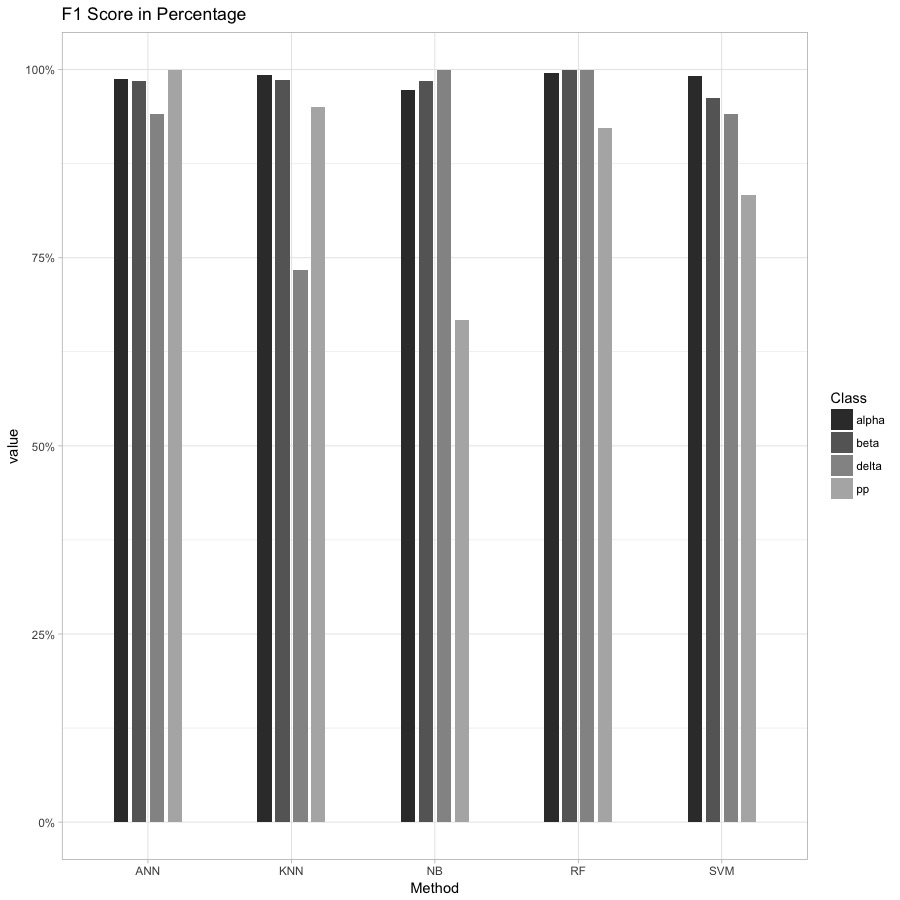 F1 Score in Percentage
100%
75%
50%
25%
0%
value
ANN KNN NB RF SVM
Method
Class
alpha
beta
delta
pp